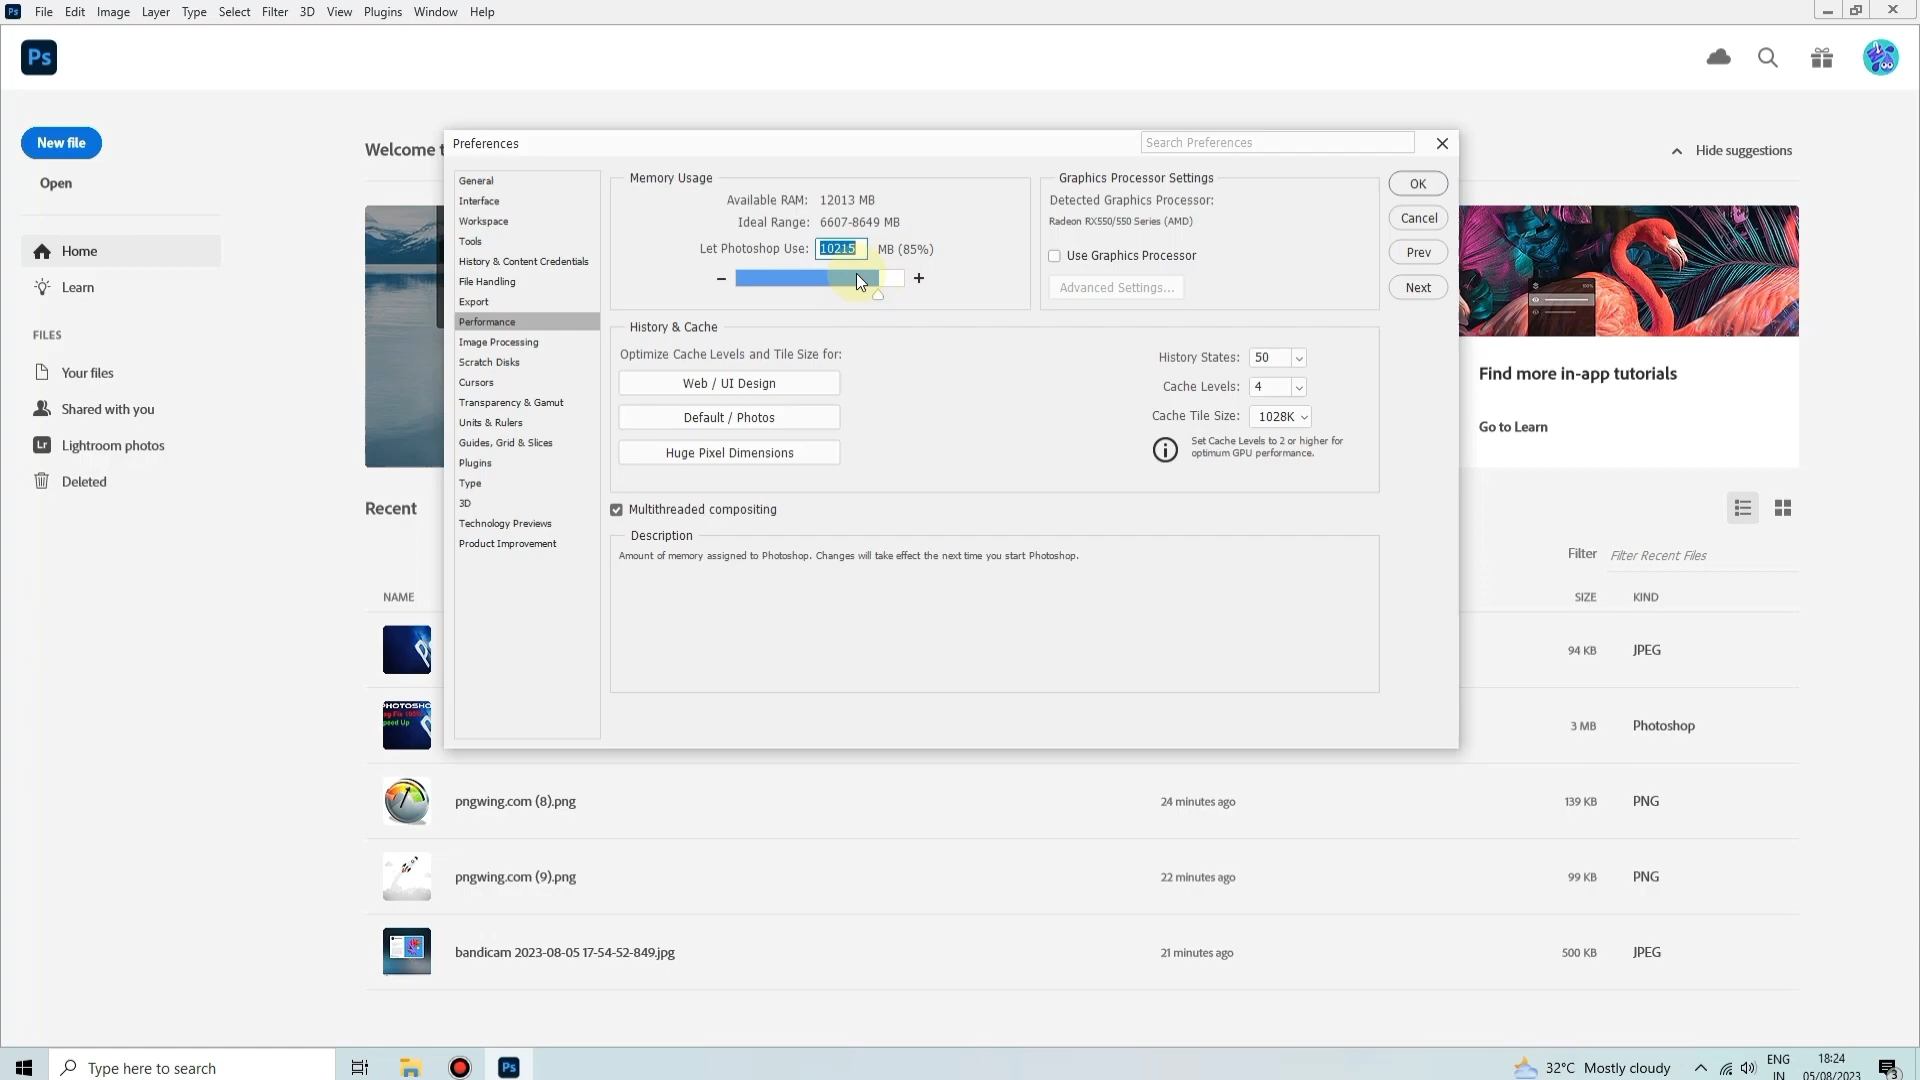 Ps File Edit Image Layer Type Select Filter 3D View Plugins Window Help
Ps
New file
Open
Home
Learn
FILES
Your files
Shared with you
Lr Lightroom photos
Deleted
Welcome t
Hide suggestions
Preferences
Search Preferences
General
Interface
Workspace
Tools
History & Content Credentials
File Handling
Export
Performance
Image Processing
Scratch Disks
Cursors
Transparency & Gamut
Units & Rulers
Guides, Grid & Slices
Plugins
Type
3D
Technology Previews
Product Improvement
Memory Usage
Available RAM: 12013 MB
Ideal Range: 6607-8649 MB
Let Photoshop Use: 10215 MB (85%)
Graphics Processor Settings
Detected Graphics Processor:
Radeon RX550/550 Series (AMD)
Use Graphics Processor
Advanced Settings...
OK
Cancel
Prev
Next
History & Cache
Optimize Cache Levels and Tile Size for:
Web / UI Design
Default / Photos
Huge Pixel Dimensions
History States: 50
Cache Levels: 4
Cache Tile Size: 1028K
Set Cache Levels to 2 or higher for
optimum GPU performance.
Multithreaded compositing
Description
Amount of memory assigned to Photoshop. Changes will take effect the next time you start Photoshop.
Find more in-app tutorials
Go to Learn
Recent
Filter Filter Recent Files
NAME SIZE KIND
94 KB JPEG
3 MB Photoshop
pngwing.com (8).png 24 minutes ago 139 KB PNG
pngwing.com (9).png 22 minutes ago 99 KB PNG
bandicam 2023-08-05 17-54-52-849.jpg 21 minutes ago 500 KB JPEG
Type here to search
Ps
32°C Mostly cloudy
ENG
IN
18:24
05/08/2023
3